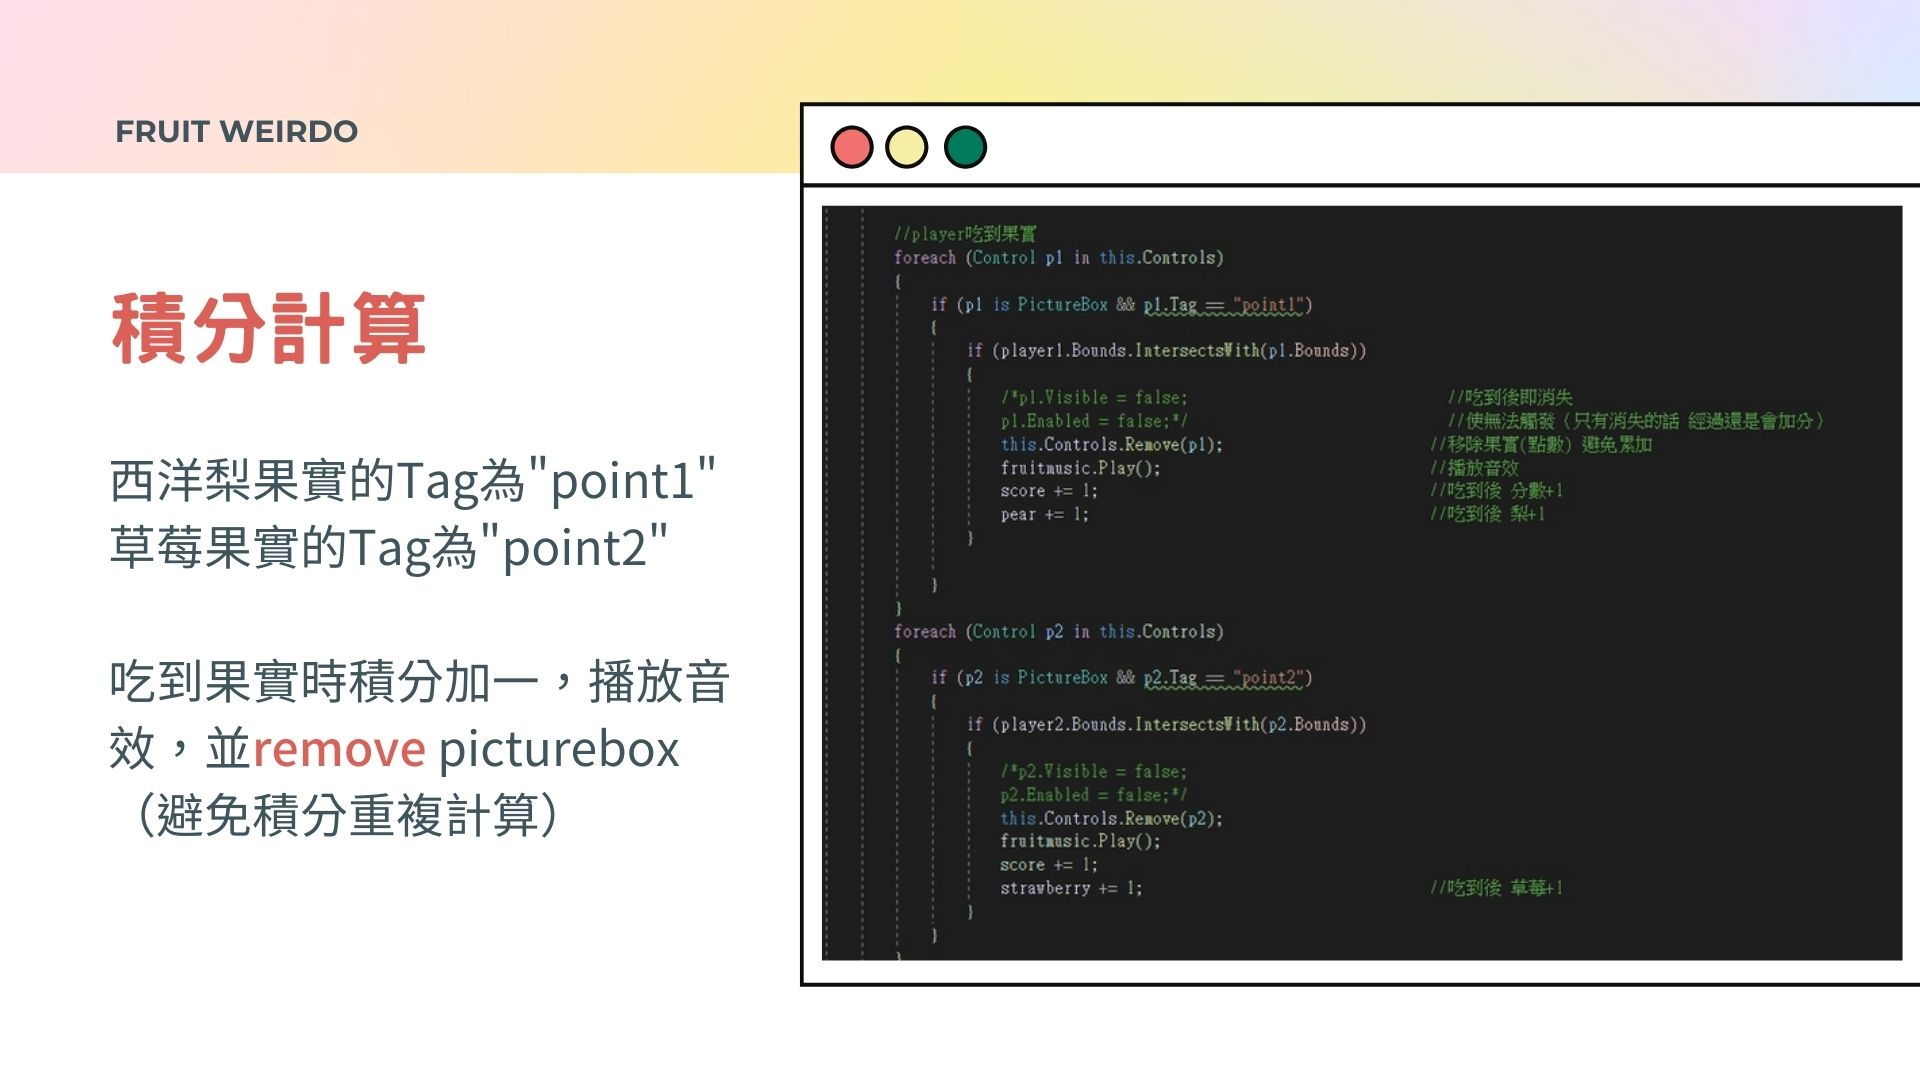 FRUIT WEIRDO
積分計算
西洋梨果實的Tag為"point1"
草莓果實的Tag為"point2"
吃到果實時積分加一，播放音
效，並remove picturebox
（避免積分重複計算）
//player吃到果實
foreach (Control p1 in this.Controls)
{
if (p1 is PictureBox && p1.Tag == "point1")
{
if (player1.Bounds.IntersectsWith(p1.Bounds))
{
/*p1.Visible = false; //吃到後即消失
p1.Enabled = false;*/ //使無法觸發（只有消失的話 經過還是會加分）
this.Controls.Remove(p1); //移除果實(點數) 避免累加
fruitmusic.Play(); //播放音效
score += 1; //吃到後 分數+1
pear += 1; //吃到後 梨+1
}
}
}
foreach (Control p2 in this.Controls)
{
if (p2 is PictureBox && p2.Tag == "point2")
{
if (player2.Bounds.IntersectsWith(p2.Bounds))
{
/*p2.Visible = false;
p2.Enabled = false;*/
this.Controls.Remove(p2);
fruitmusic.Play();
score += 1;
strawberry += 1; //吃到後 草莓+1
}
}
}